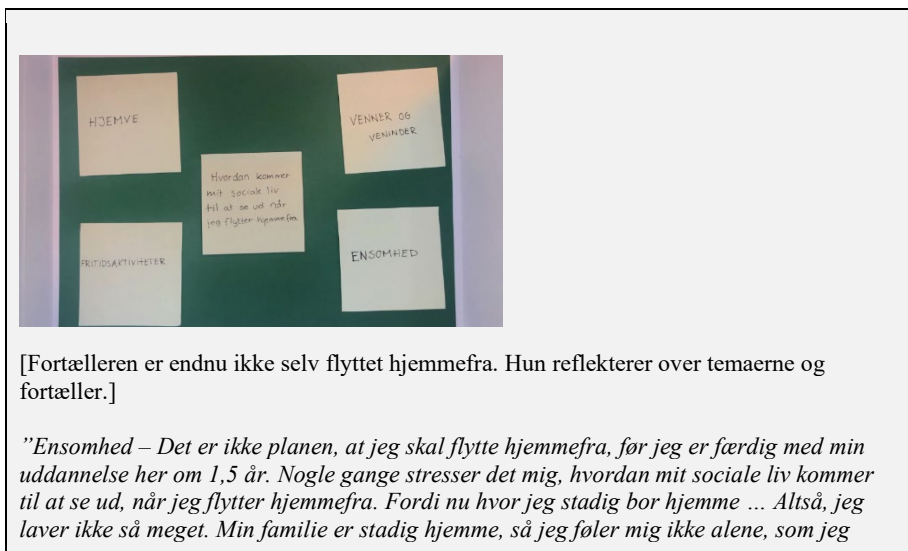 HJEMVE
VENNER OG
VENINDER
Hvordan kommer
mit sociale liv
til at se ud når
jeg flytter hjemmefra
FRITIDSAKTIVITETER
ENSOMHED
[Fortælleren er endnu ikke selv flyttet hjemmefra. Hun reflekterer over temaerne og
fortæller.]
”Ensomhed – Det er ikke planen, at jeg skal flytte hjemmefra, før jeg er færdig med min
uddannelse her om 1,5 år. Nogle gange stresser det mig, hvordan mit sociale liv kommer
til at se ud, når jeg flytter hjemmefra. Fordi nu hvor jeg stadig bor hjemme … Altså, jeg
laver ikke så meget. Min familie er stadig hjemme, så jeg føler mig ikke alene, som jeg